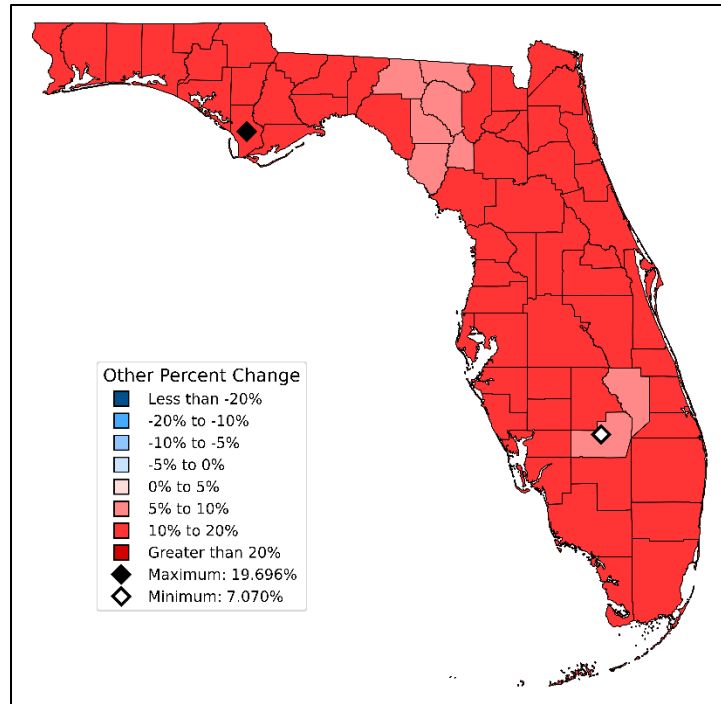 Other Percent Change
Less than -20%
-20% to -10%
-10% to -5%
-5% to 0%
0% to 5%
5% to 10%
10% to 20%
Greater than 20%
Maximum: 19.696%
Minimum: 7.070%